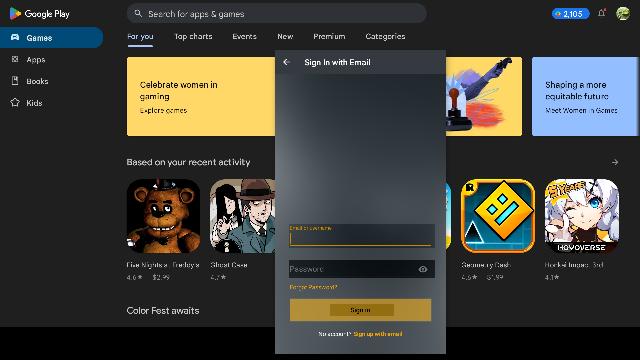 Google Play
Search for apps & games
2,105
Games
Apps
Books
Kids
For you
Top charts
Events
New
Premium
Categories
Celebrate women in
gaming
Explore games
Shaping a more
equitable future
Meet Women in Games
Based on your recent activity
Five Nights a
Freddy's
4.6★ $2.99
Ghost Case
4.7★
Geometry Dash
4.6★ $1.99
Honkai Impact 3rd
4.1★
HOYOVERSE
Color Fest awaits
Sign In with Email
Email or username
Password
Forgot Password?
Sign in
No account? Sign up with email